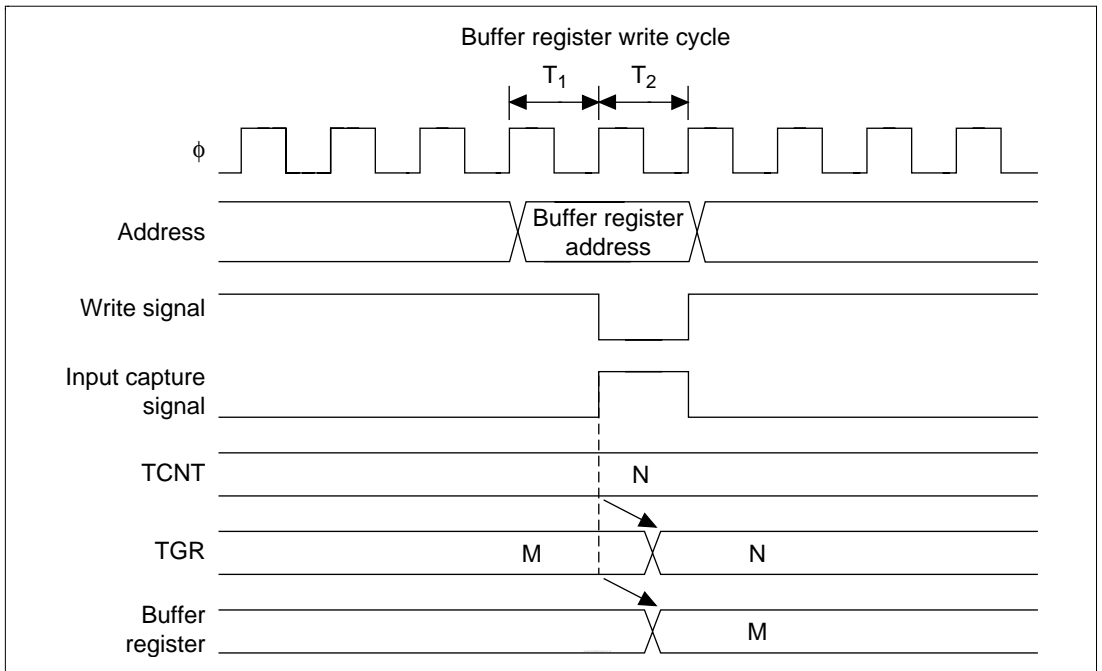 Buffer register write cycle
T1 T2
ϕ
Address
Buffer register
address
Write signal
Input capture
signal
TCNT
N
TGR
M N
Buffer
register
M